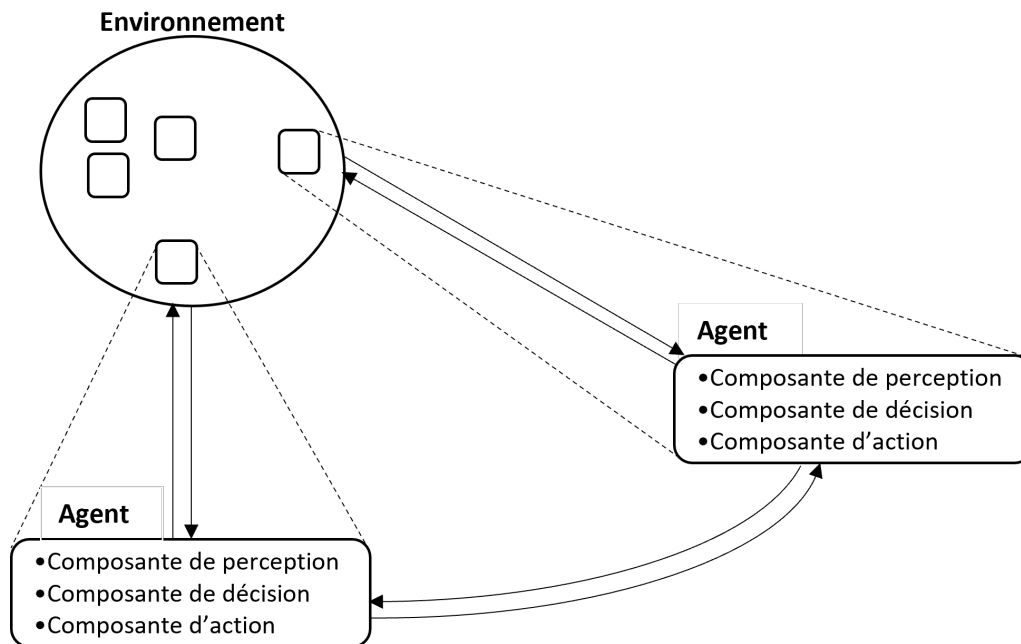 Environnement
Agent
•Composante de perception
•Composante de décision
•Composante d’action
Agent
•Composante de perception
•Composante de décision
•Composante d’action